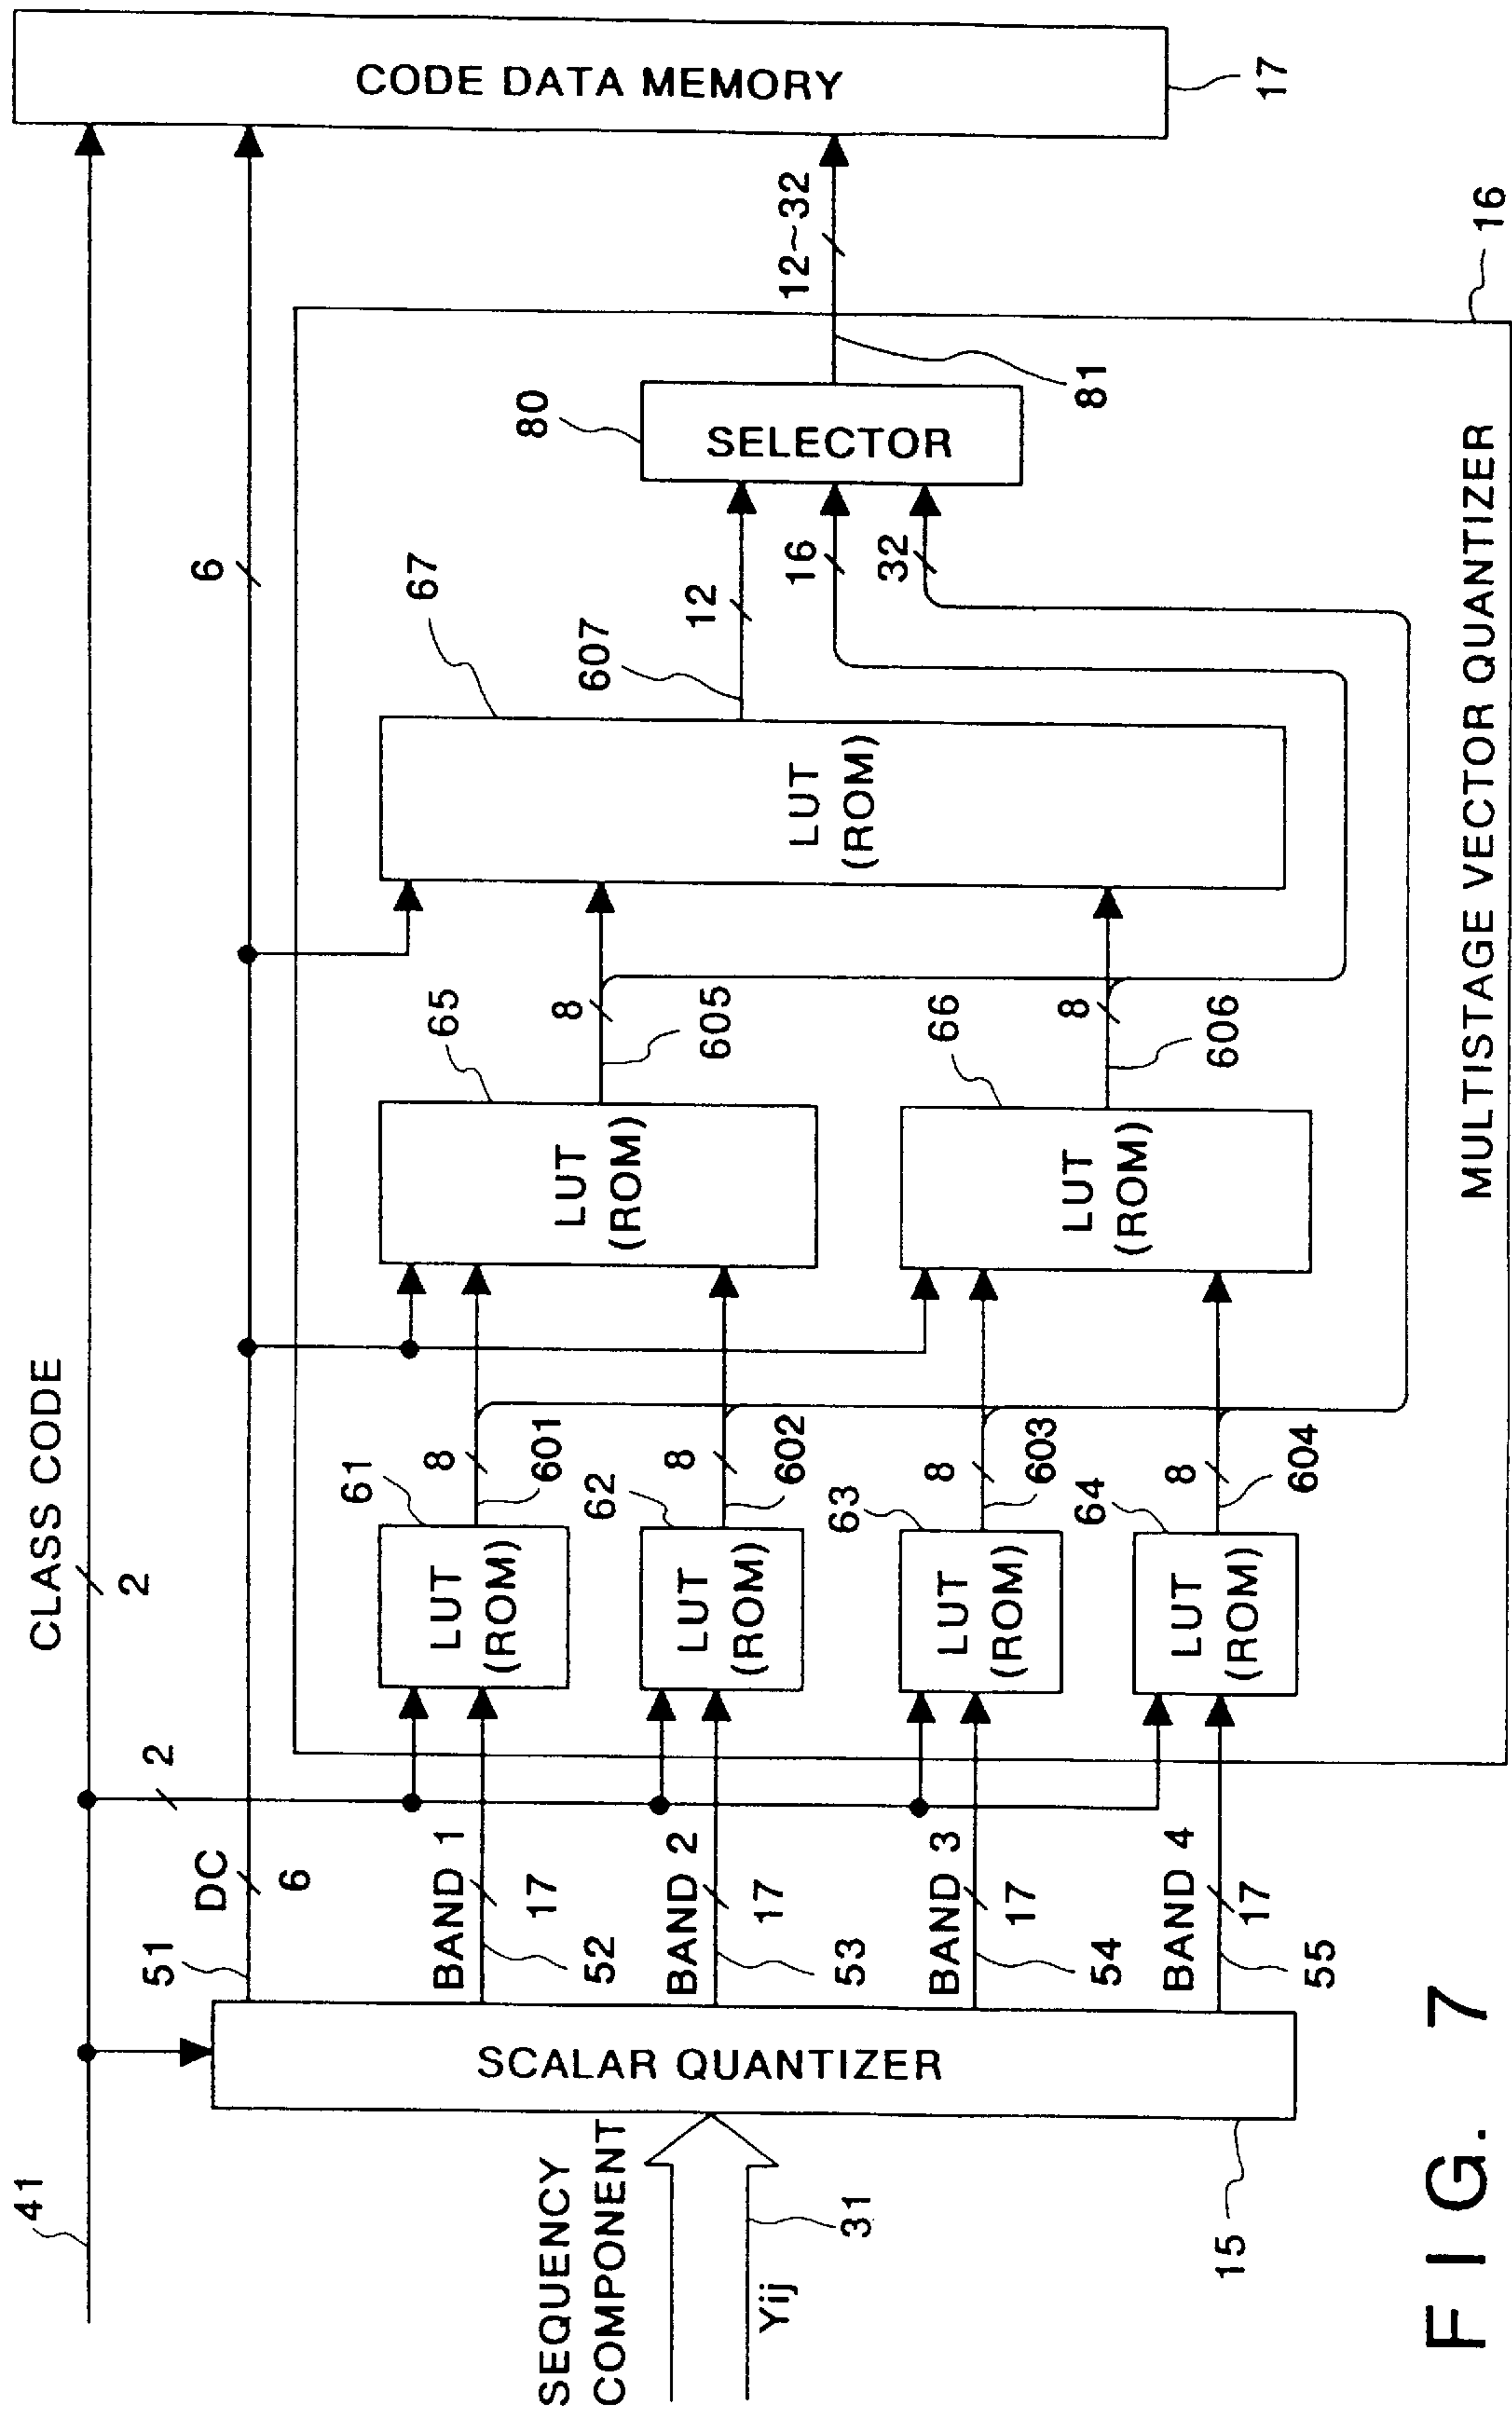 41
CLASS CODE
2
2
6
DC
6
51
SEQUENCY
COMPONENT
Yij
31
SCALAR QUANTIZER
15
BAND 1
17
52
BAND 2
17
53
BAND 3
17
54
BAND 4
17
55
61
LUT
(ROM)
8
601
62
LUT
(ROM)
8
602
63
LUT
(ROM)
8
603
64
LUT
(ROM)
8
604
65
LUT
(ROM)
8
605
66
LUT
(ROM)
8
606
67
LUT
(ROM)
607
12
16
32
80
SELECTOR
81
12~32
CODE DATA MEMORY
17
16
MULTISTAGE VECTOR QUANTIZER
FIG. 7